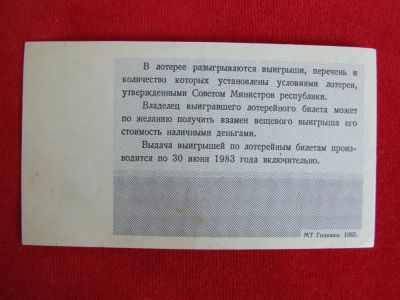 В лотерее разыгрываются выигрыши, перечень и
количество которых установлены условиями лотереи,
утвержденными Советом Министров республики.
Владелец выигравшего лотерейного билета может
по желанию получить взамен вещевого выигрыша его
стоимость наличными деньгами.
Выдача выигрышей по лотерейным билетам произ-
водится по 30 июня 1983 года включительно.
МТ Гознака. 1982.